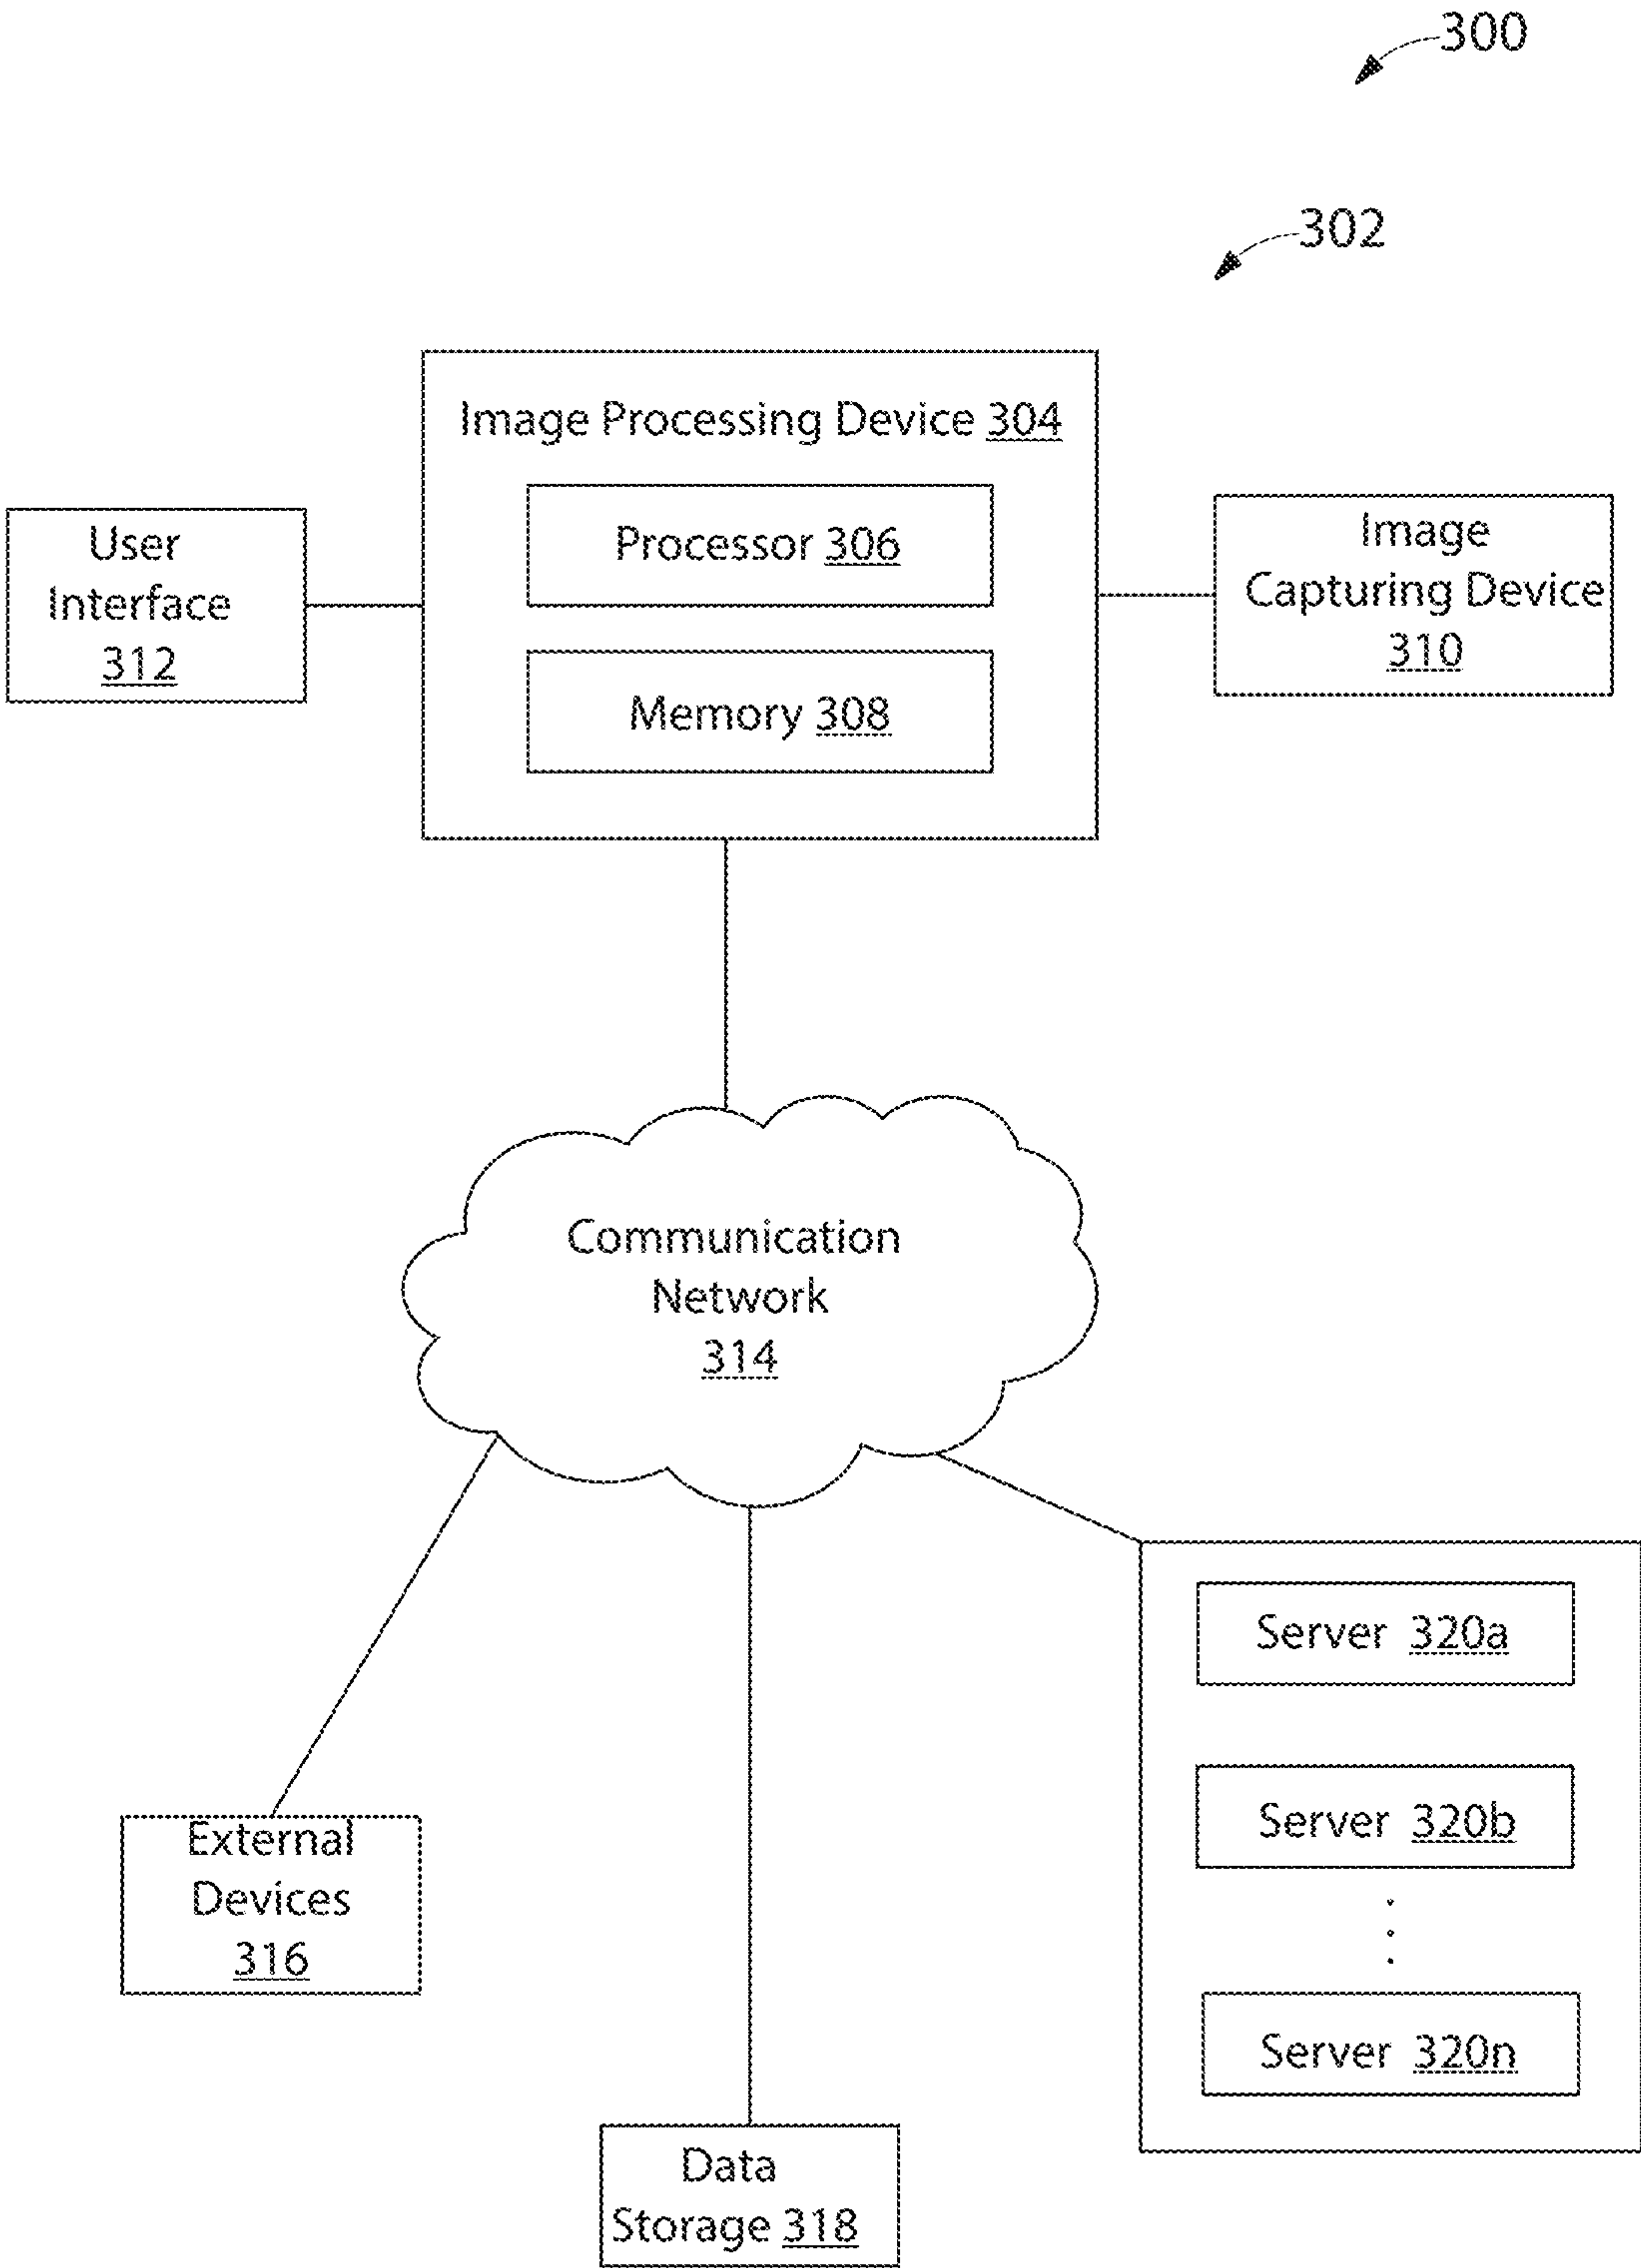 300
302
Image Processing Device 304
Processor 306
Memory 308
User
Interface
312
Image
Capturing Device
310
Communication
Network
314
External
Devices
316
Data
Storage 318
Server 320a
Server 320b
Server 320n